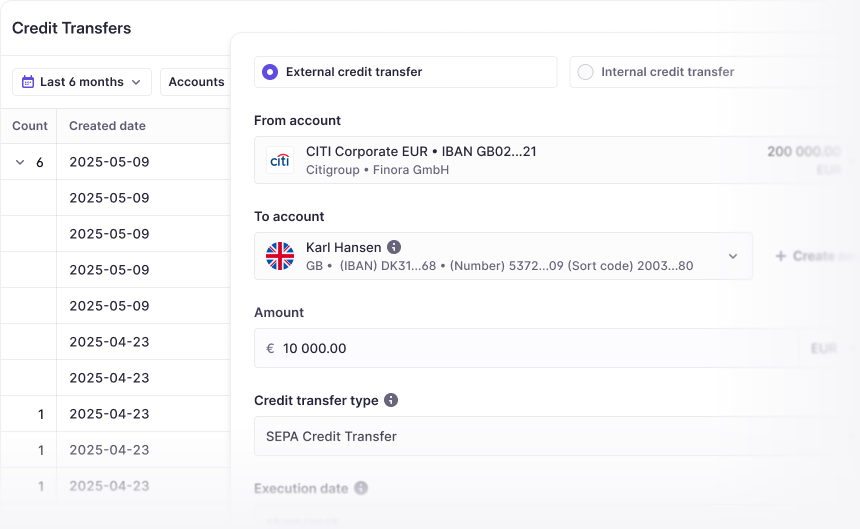 Credit Transfers
Last 6 months
Accounts
Count Created date
6 2025-05-09
2025-05-09
2025-05-09
2025-05-09
2025-05-09
2025-04-23
2025-04-23
1 2025-04-23
1 2025-04-23
1 2025-04-23
External credit transfer
Internal credit transfer
From account
citi
CITI Corporate EUR • IBAN GB02...21
200 000.00
Citigroup • Finora GmbH
EUR
To account
Karl Hansen
GB • (IBAN) DK31...68 • (Number) 5372...09 (Sort code) 2003...80
+ Create
Amount
€ 10 000.00
EUR
Credit transfer type
SEPA Credit Transfer
Execution date